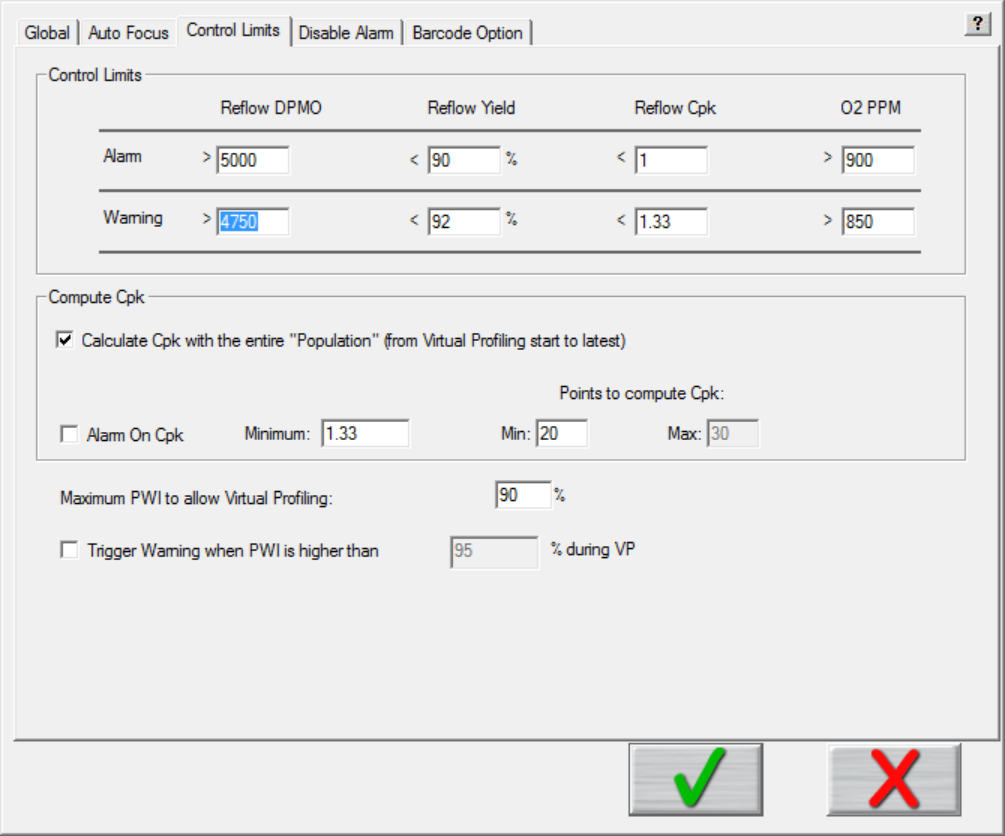 Global Auto Focus Control Limits Disable Alarm Barcode Option ?
Control Limits
Reflow DPMO Reflow Yield Reflow Cpk O2 PPM
Alarm > 5000 < 90 % < 1 > 900
Warning > 4750 < 92 % < 1.33 > 850
Compute Cpk
Calculate Cpk with the entire "Population" (from Virtual Profiling start to latest)
Points to compute Cpk:
Alarm On Cpk Minimum: 1.33 Min: 20 Max: 30
Maximum PWI to allow Virtual Profiling: 90 %
Trigger Warning when PWI is higher than 95 % during VP